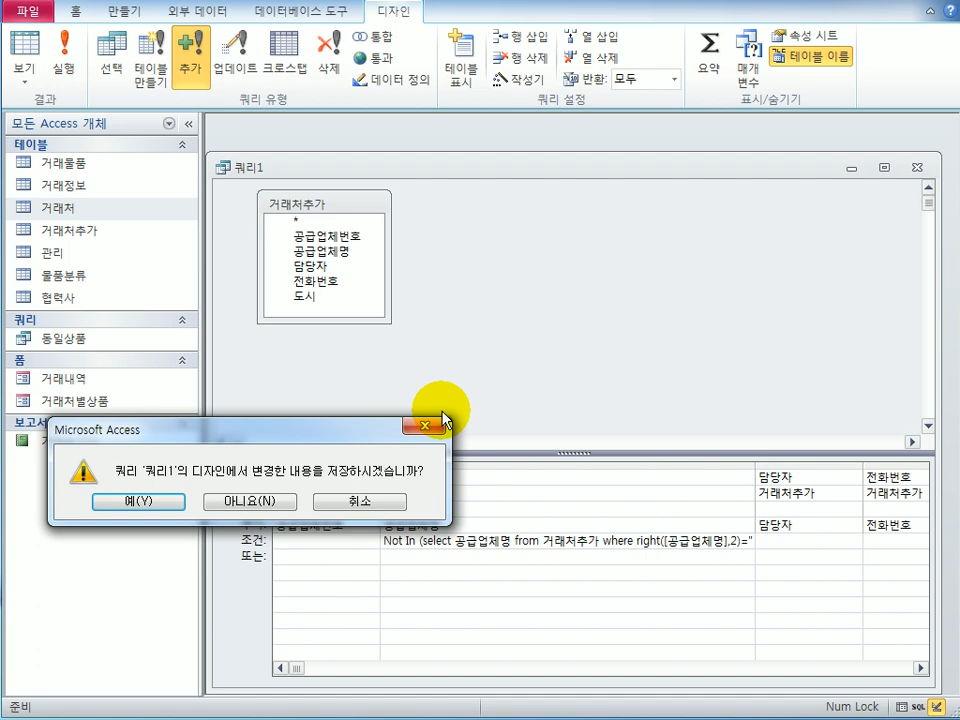 파일 홈 만들기 외부 데이터 데이터베이스 도구 디자인
보기 실행 선택 테이블 만들기 추가 업데이트 크로스탭 삭제 통합 통과 데이터 정의 테이블 표시 행 삽입 행 삭제 작성기 열 삽입 열 삭제 반환: 모두 요약 매개 변수 속성 시트 테이블 이름
결과 쿼리 유형 쿼리 설정 표시/숨기기
모든 Access 개체
테이블
거래물품
거래정보
거래처
거래처추가
관리
물품분류
협력사
쿼리
동일상품
폼
거래내역
거래처별상품
쿼리1
거래처추가
*
공급업체번호
공급업체명
담당자
전화번호
도시
Microsoft Access
쿼리 '쿼리1'의 디자인에서 변경한 내용을 저장하시겠습니까?
예(Y) 아니요(N) 취소
담당자 전화번호
거래처추가 거래처추가
담당자 전화번호
조건: Not In (select 공급업체명 from 거래처추가 where right([공급업체명],2)="
또는:
준비 Num Lock SQL